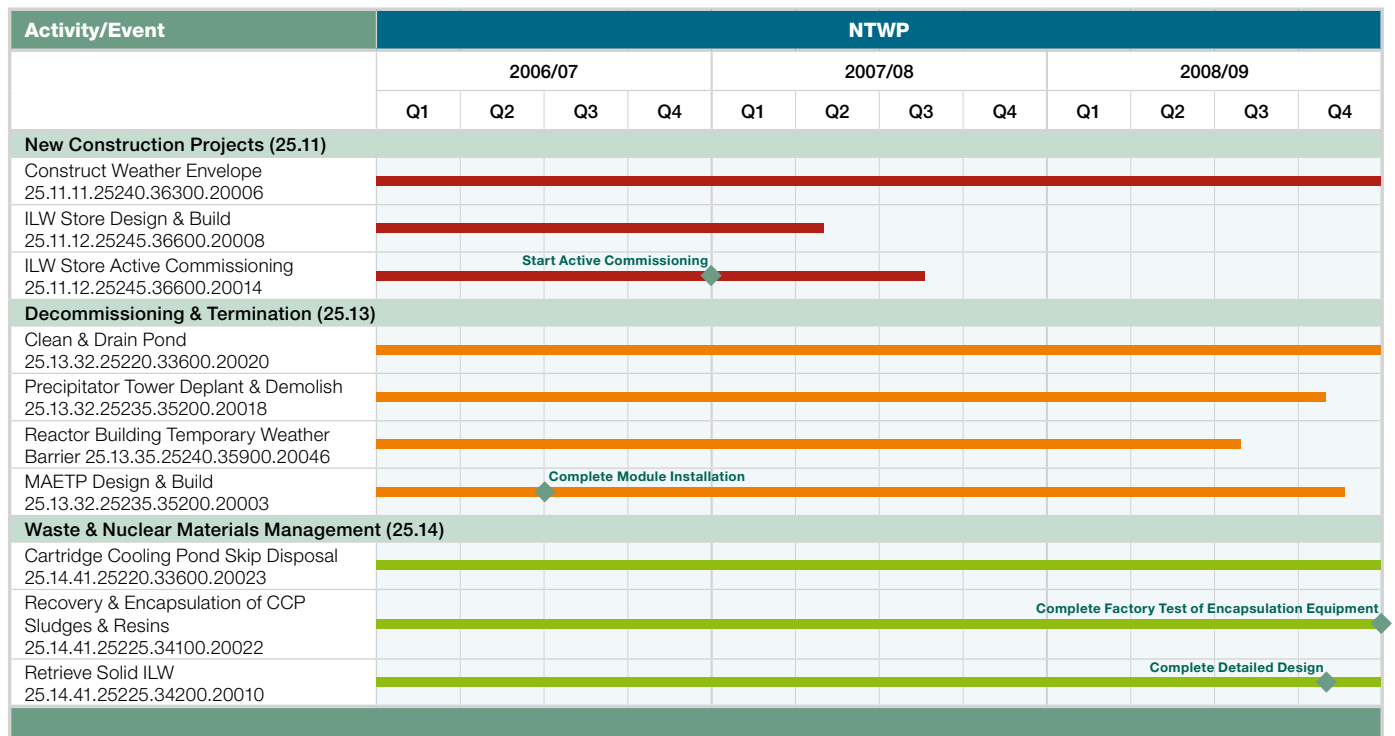 Activity/Event NTWP
2006/07 2007/08 2008/09
Q1 Q2 Q3 Q4 Q1 Q2 Q3 Q4 Q1 Q2 Q3 Q4
New Construction Projects (25.11)
Construct Weather Envelope
25.11.11.25240.36300.20006
ILW Store Design & Build
25.11.12.25245.36600.20008
ILW Store Active Commissioning
25.11.12.25245.36600.20014
Start Active Commissioning
Decommissioning & Termination (25.13)
Clean & Drain Pond
25.13.32.25220.33600.20020
Precipitator Tower Deplant & Demolish
25.13.32.25235.35200.20018
Reactor Building Temporary Weather
Barrier 25.13.35.25240.35900.20046
MAETP Design & Build
25.13.32.25235.35200.20003
Complete Module Installation
Waste & Nuclear Materials Management (25.14)
Cartridge Cooling Pond Skip Disposal
25.14.41.25220.33600.20023
Recovery & Encapsulation of CCP
Sludges & Resins
25.14.41.25225.34100.20022
Complete Factory Test of Encapsulation Equipment
Retrieve Solid ILW
25.14.41.25225.34200.20010
Complete Detailed Design